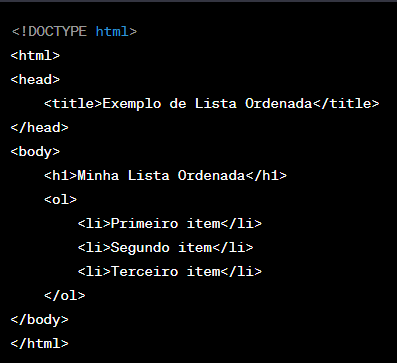 <!DOCTYPE html>
<html>
<head>
<title>Exemplo de Lista Ordenada</title>
</head>
<body>
<h1>Minha Lista Ordenada</h1>
<ol>
<li>Primeiro item</li>
<li>Segundo item</li>
<li>Terceiro item</li>
</ol>
</body>
</html>